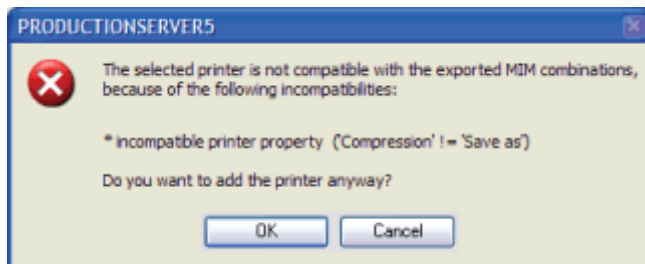 PRODUCTIONSERVER5
The selected printer is not compatible with the exported MIM combinations,
because of the following incompatibilities:
* incompatible printer property ('Compression' != 'Save as')
Do you want to add the printer anyway?
OK
Cancel